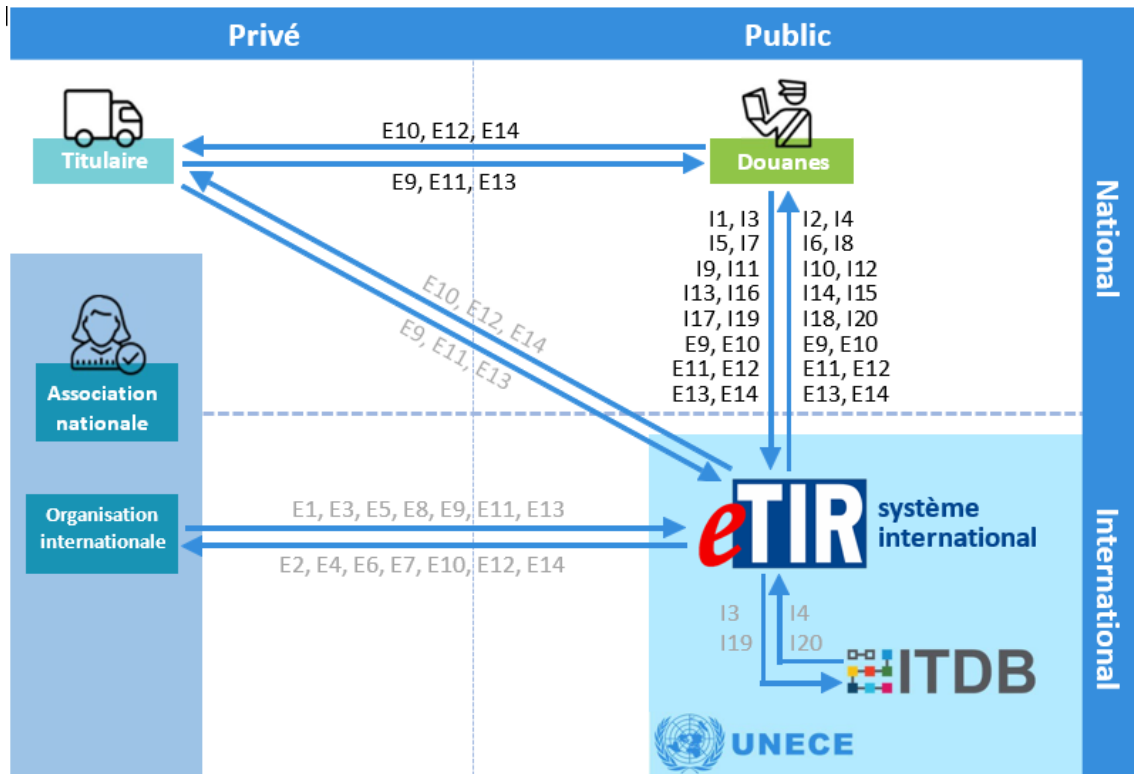 Privé
Public
E10, E12, E14
Titulaire
Douanes
E9, E11, E13
National
I1, I3
I5, I7
I9, I11
I13, I16
I17, I19
E9, E10
E11, E12
E13, E14
I2, I4
I6, I8
I10, I12
I14, I15
I18, I20
E9, E10
E11, E12
E13, E14
E10, E12, E14
E9, E11, E13
Association
nationale
Organisation
internationale
E1, E3, E5, E8, E9, E11, E13
E2, E4, E6, E7, E10, E12, E14
eTIR
système
international
International
I3
I19
I4
I20
ITDB
UNECE